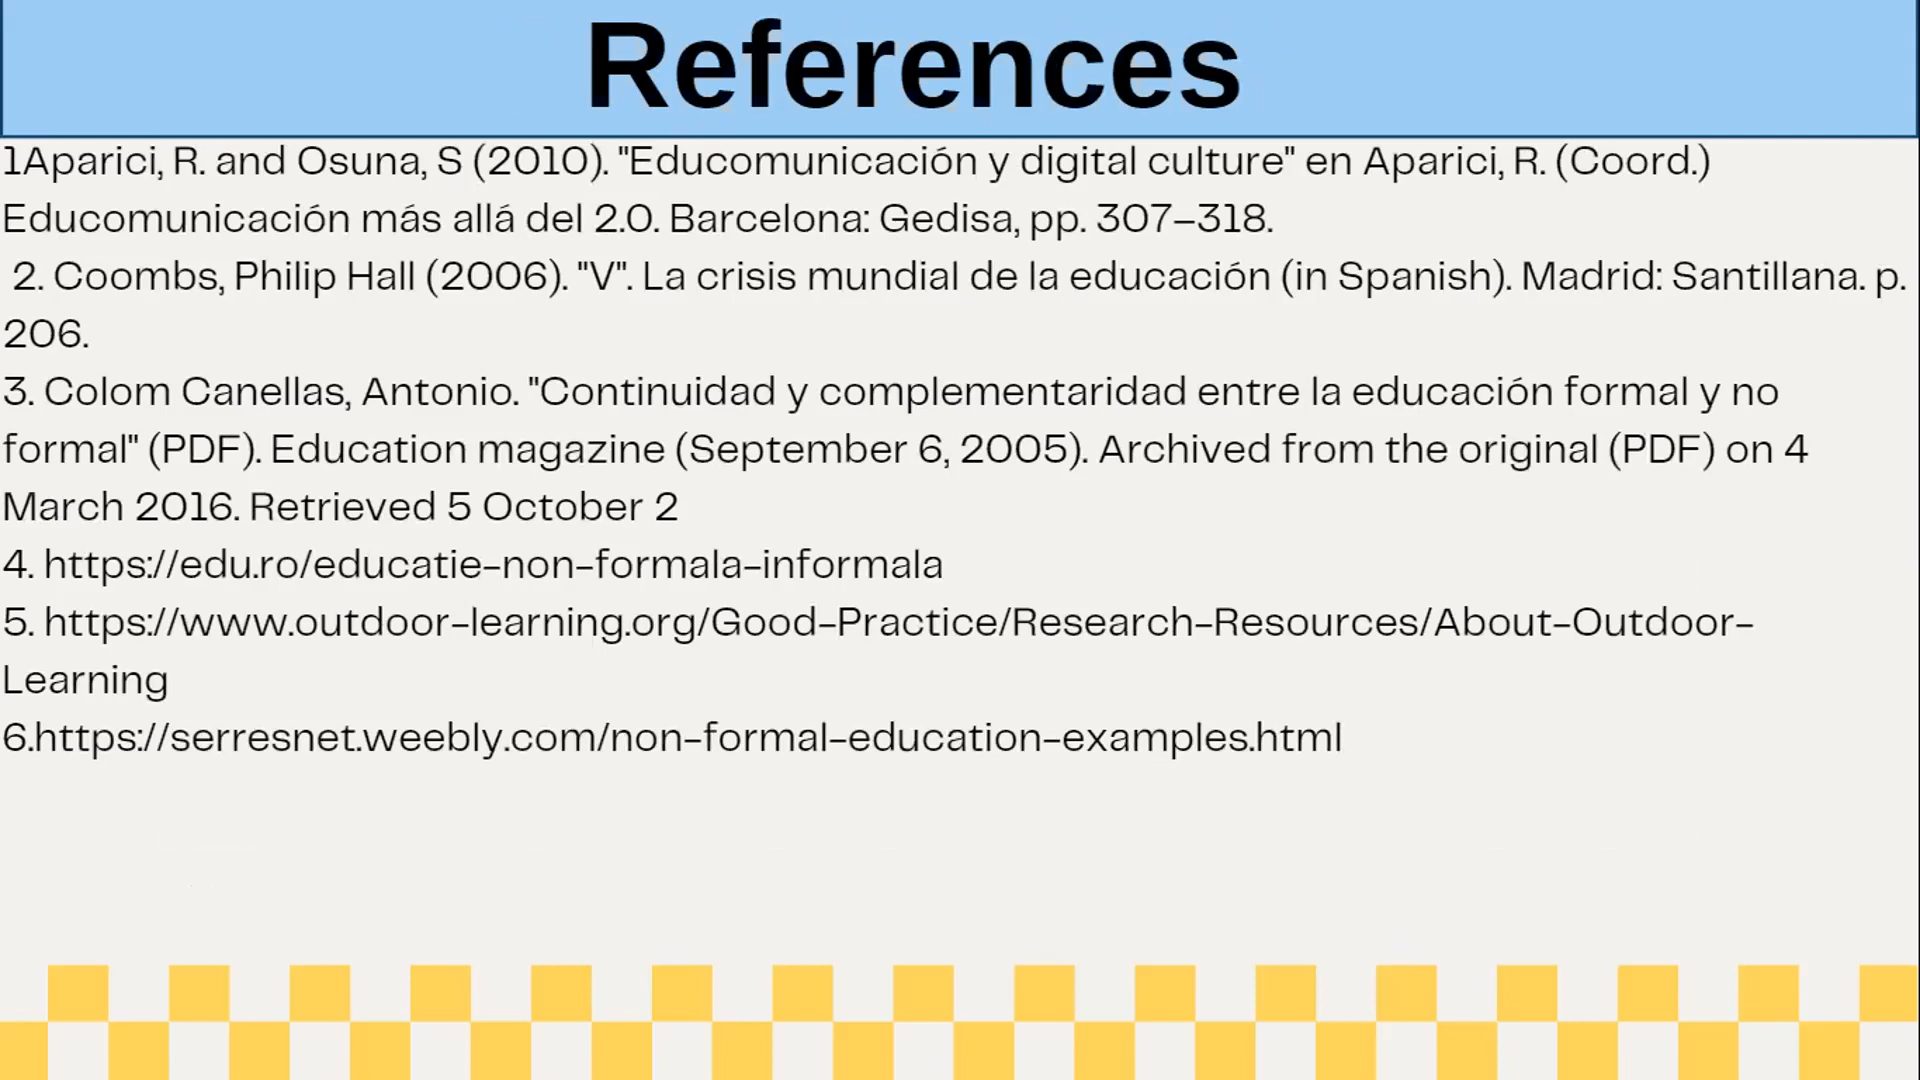 References
1Aparici, R. and Osuna, S (2010). "Educomunicación y digital culture" en Aparici, R. (Coord.)
Educomunicación más allá del 2.0. Barcelona: Gedisa, pp. 307–318.
2. Coombs, Philip Hall (2006). "V". La crisis mundial de la educación (in Spanish). Madrid: Santillana. p.
206.
3. Colom Canellas, Antonio. "Continuidad y complementaridad entre la educación formal y no
formal" (PDF). Education magazine (September 6, 2005). Archived from the original (PDF) on 4
March 2016. Retrieved 5 October 2
4. https://edu.ro/educatie-non-formala-informala
5. https://www.outdoor-learning.org/Good-Practice/Research-Resources/About-Outdoor-
Learning
6.https://serresnet.weebly.com/non-formal-education-examples.html